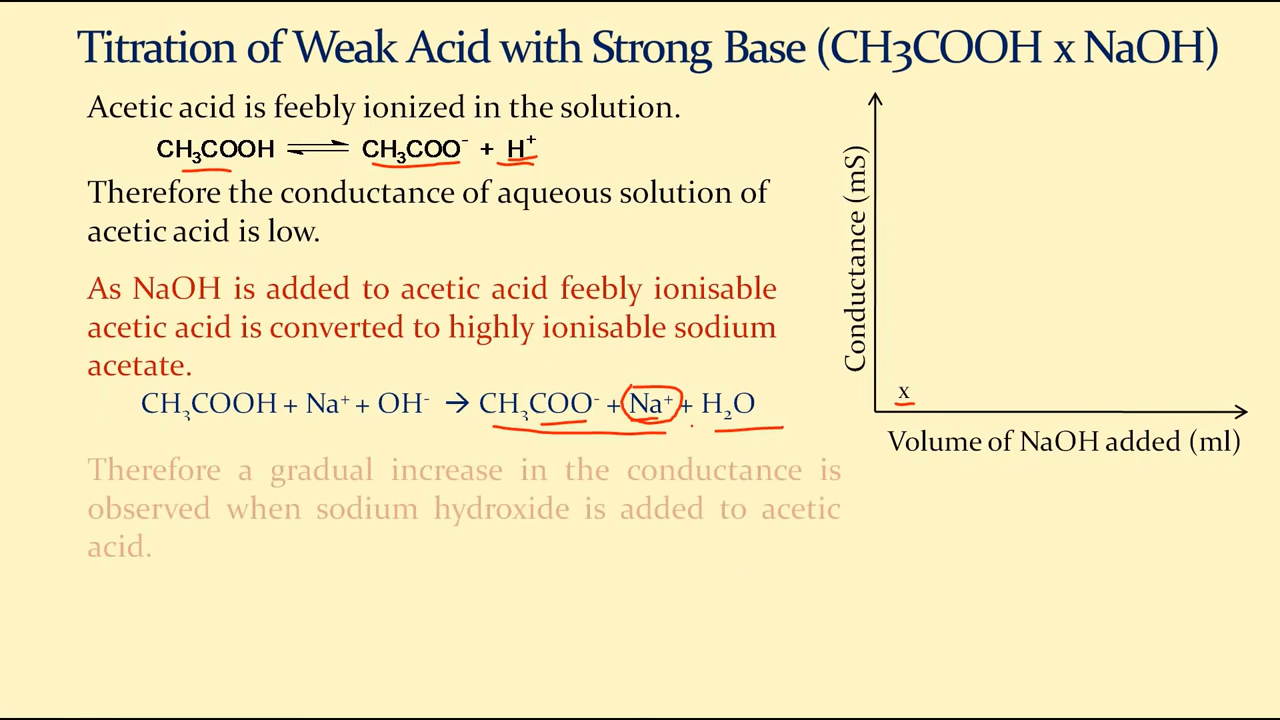 Titration of Weak Acid with Strong Base (CH3COOH x NaOH)
Acetic acid is feebly ionized in the solution.
CH₃COOH ⇌ CH₃COO⁻ + H⁺
Therefore the conductance of aqueous solution of
acetic acid is low.
As NaOH is added to acetic acid feebly ionisable
acetic acid is converted to highly ionisable sodium
acetate.
CH₃COOH + Na⁺ + OH⁻ → CH₃COO⁻ + Na⁺ + H₂O
Therefore a gradual increase in the conductance is
observed when sodium hydroxide is added to acetic
acid.
Conductance (mS)
x
Volume of NaOH added (ml)